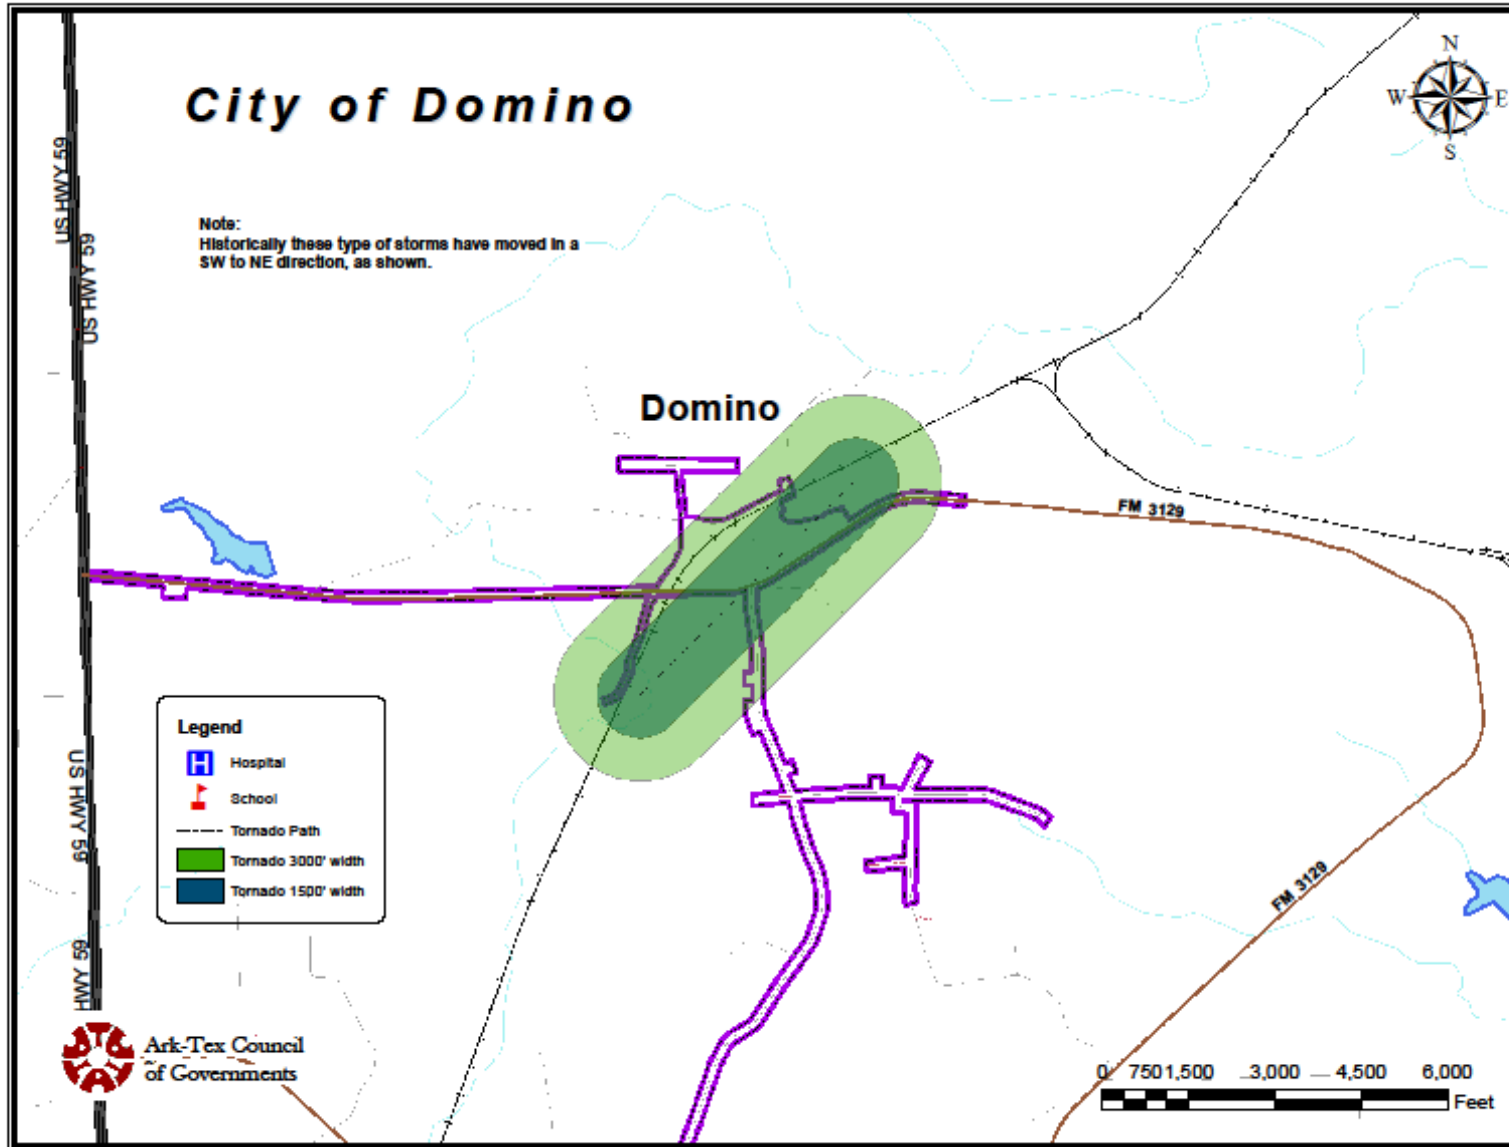 City of Domino
N
W E
S
US HWY 59
US HWY 59
Note:
Historically these type of storms have moved in a
SW to NE direction, as shown.
Domino
FM 3129
Legend
H Hospital
School
Tornado Path
Tornado 3000' width
Tornado 1500' width
US HWY 59
FM 3129
HWY 59
Ark-Tex Council
of Governments
0 750 1,500 3,000 4,500 6,000
Feet